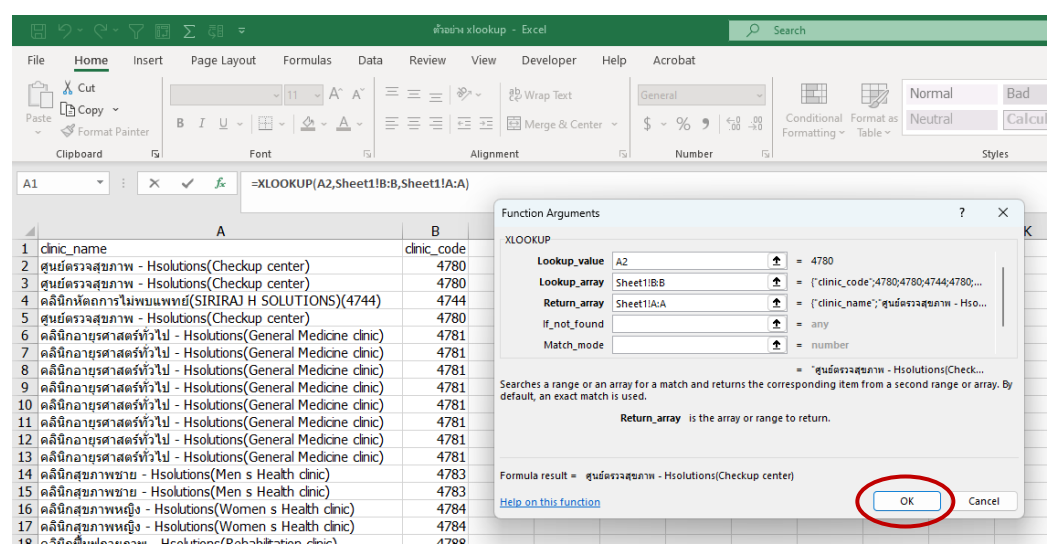 ตัวอย่าง xlookup - Excel
Search
File Home Insert Page Layout Formulas Data Review View Developer Help Acrobat
Cut
Copy
Paste
Format Painter
11
Wrap Text
Merge & Center
General
Conditional Formatting
Format as Table
Normal
Bad
Neutral
Calcul
Clipboard Font Alignment Number Styles
A1
=XLOOKUP(A2,Sheet1!B:B,Sheet1!A:A)
Function Arguments
XLOOKUP
Lookup_value A2 = 4780
Lookup_array Sheet1!B:B = {"clinic_code";4780;4780;4744;4780;...
Return_array Sheet1!A:A = {"clinic_name";"ศูนย์ตรวจสุขภาพ - Hso...
If_not_found = any
Match_mode = number
= "ศูนย์ตรวจสุขภาพ - Hsolutions(Check...
Searches a range or an array for a match and returns the corresponding item from a second range or array. By
default, an exact match is used.
Return_array is the array or range to return.
Formula result = ศูนย์ตรวจสุขภาพ - Hsolutions(Checkup center)
Help on this function
OK
Cancel
A B K
1 clinic_name clinic_code
2 ศูนย์ตรวจสุขภาพ - Hsolutions(Checkup center) 4780
3 ศูนย์ตรวจสุขภาพ - Hsolutions(Checkup center) 4780
4 คลินิกหัตถการไม่พบแพทย์(SIRIRAJ H SOLUTIONS)(4744) 4744
5 ศูนย์ตรวจสุขภาพ - Hsolutions(Checkup center) 4780
6 คลินิกอายุรศาสตร์ทั่วไป - Hsolutions(General Medicine clinic) 4781
7 คลินิกอายุรศาสตร์ทั่วไป - Hsolutions(General Medicine clinic) 4781
8 คลินิกอายุรศาสตร์ทั่วไป - Hsolutions(General Medicine clinic) 4781
9 คลินิกอายุรศาสตร์ทั่วไป - Hsolutions(General Medicine clinic) 4781
10 คลินิกอายุรศาสตร์ทั่วไป - Hsolutions(General Medicine clinic) 4781
11 คลินิกอายุรศาสตร์ทั่วไป - Hsolutions(General Medicine clinic) 4781
12 คลินิกอายุรศาสตร์ทั่วไป - Hsolutions(General Medicine clinic) 4781
13 คลินิกอายุรศาสตร์ทั่วไป - Hsolutions(General Medicine clinic) 4781
14 คลินิกสุขภาพชาย - Hsolutions(Men s Health clinic) 4783
15 คลินิกสุขภาพชาย - Hsolutions(Men s Health clinic) 4783
16 คลินิกสุขภาพหญิง - Hsolutions(Women s Health clinic) 4784
17 คลินิกสุขภาพหญิง - Hsolutions(Women s Health clinic) 4784
18 คลินิกฟื้นฟูกายภาพ - Hsolutions(Rehabilitation clinic) 4788